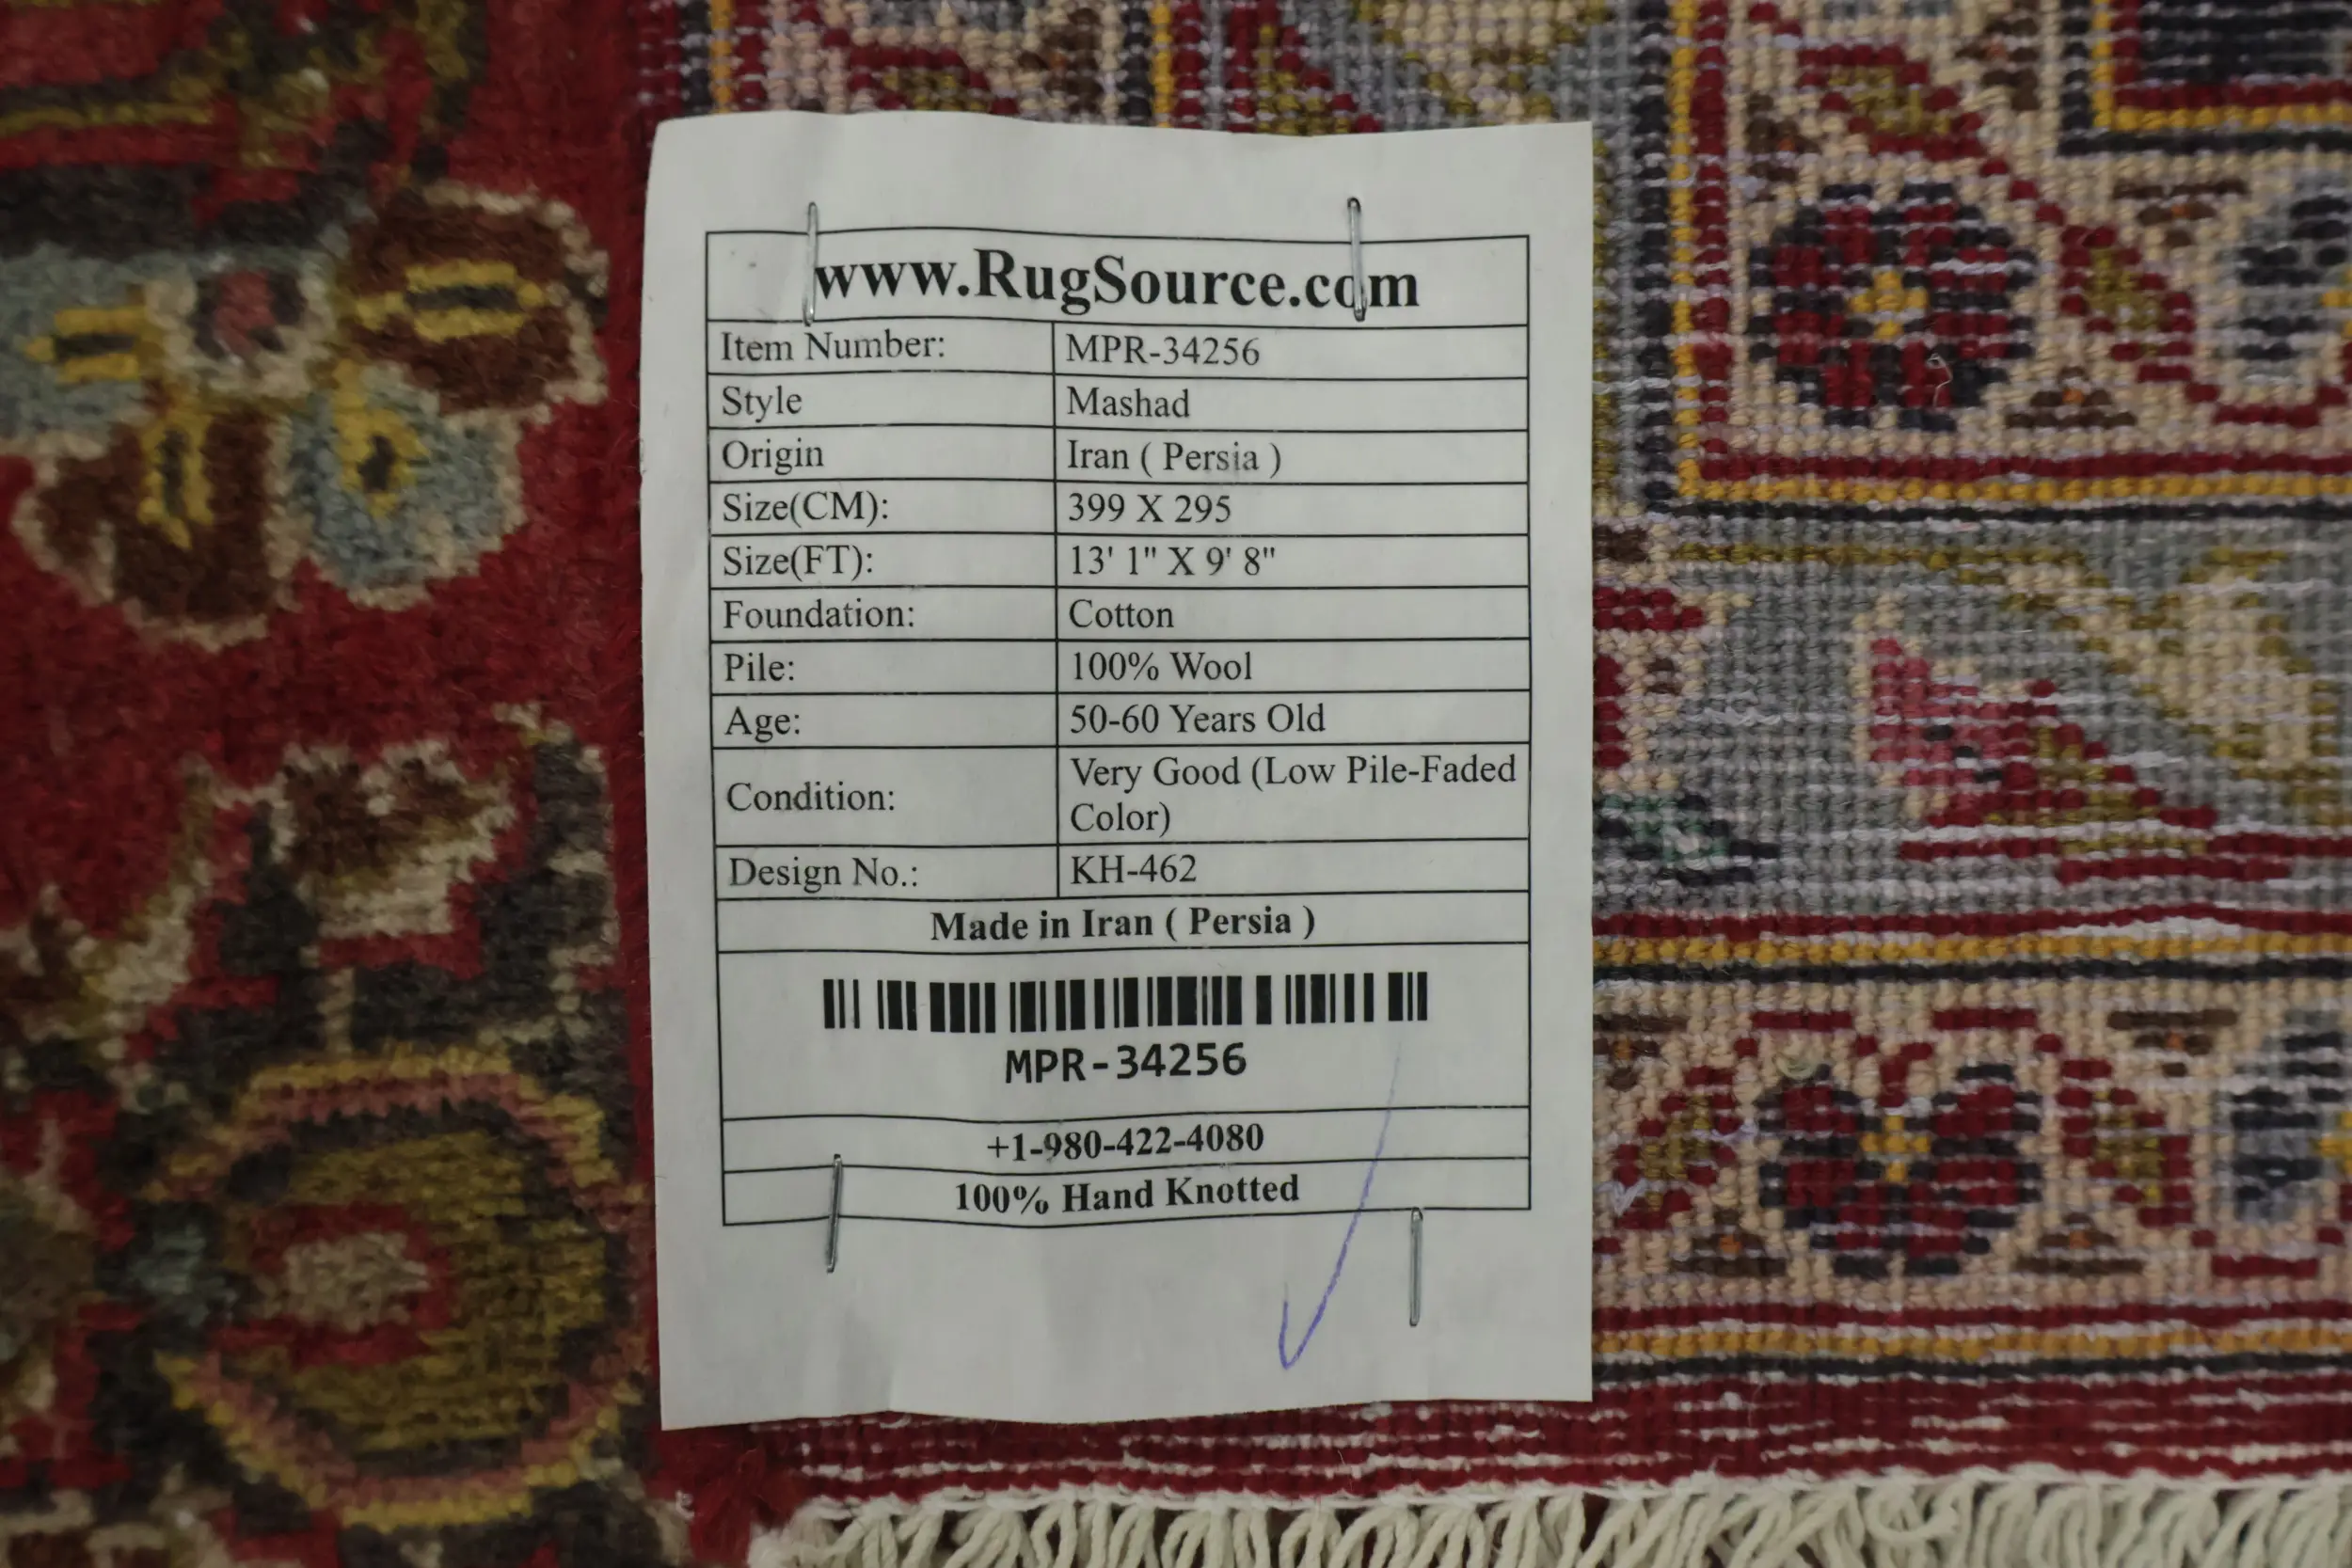 www.RugSource.com
Item Number: MPR-34256
Style Mashad
Origin Iran ( Persia )
Size(CM): 399 X 295
Size(FT): 13' 1" X 9' 8"
Foundation: Cotton
Pile: 100% Wool
Age: 50-60 Years Old
Condition: Very Good (Low Pile-Faded
Color)
Design No.: KH-462
Made in Iran ( Persia )
MPR-34256
+1-980-422-4080
100% Hand Knotted